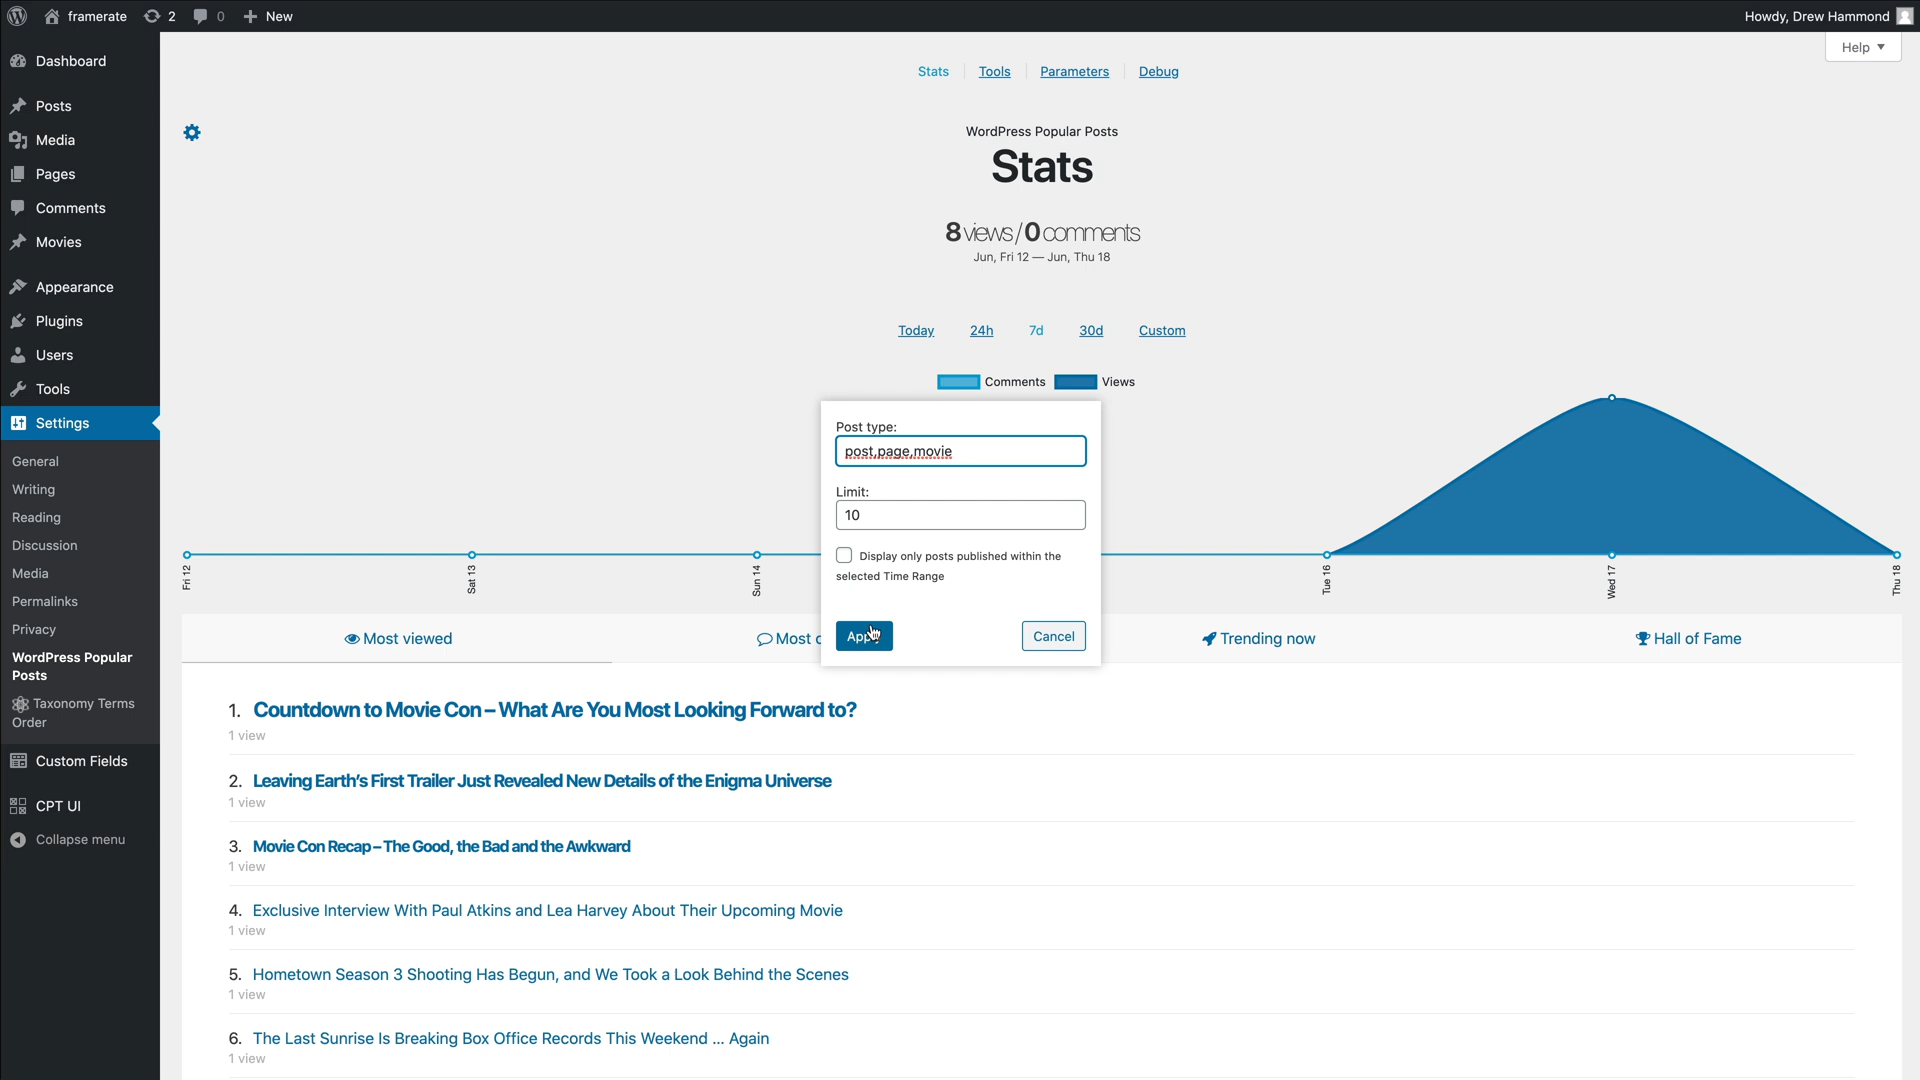 framerate 2 0 New Howdy, Drew Hammond
Help
Dashboard
Posts
Media
Pages
Comments
Movies
Appearance
Plugins
Users
Tools
Settings
General
Writing
Reading
Discussion
Media
Permalinks
Privacy
WordPress Popular
Posts
Taxonomy Terms
Order
Custom Fields
CPT UI
Collapse menu
Stats Tools Parameters Debug
WordPress Popular Posts
Stats
8 views / 0 comments
Jun, Fri 12 — Jun, Thu 18
Today 24h 7d 30d Custom
Comments Views
Post type:
post,page,movie
Limit:
10
Display only posts published within the
selected Time Range
Cancel
Fri 12 Sat 13 Sun 14 Tue 16 Wed 17 Thu 18
Most viewed Most Trending now Hall of Fame
1. Countdown to Movie Con – What Are You Most Looking Forward to?
1 view
2. Leaving Earth's First Trailer Just Revealed New Details of the Enigma Universe
1 view
3. Movie Con Recap – The Good, the Bad and the Awkward
1 view
4. Exclusive Interview With Paul Atkins and Lea Harvey About Their Upcoming Movie
1 view
5. Hometown Season 3 Shooting Has Begun, and We Took a Look Behind the Scenes
1 view
6. The Last Sunrise Is Breaking Box Office Records This Weekend ... Again
1 view